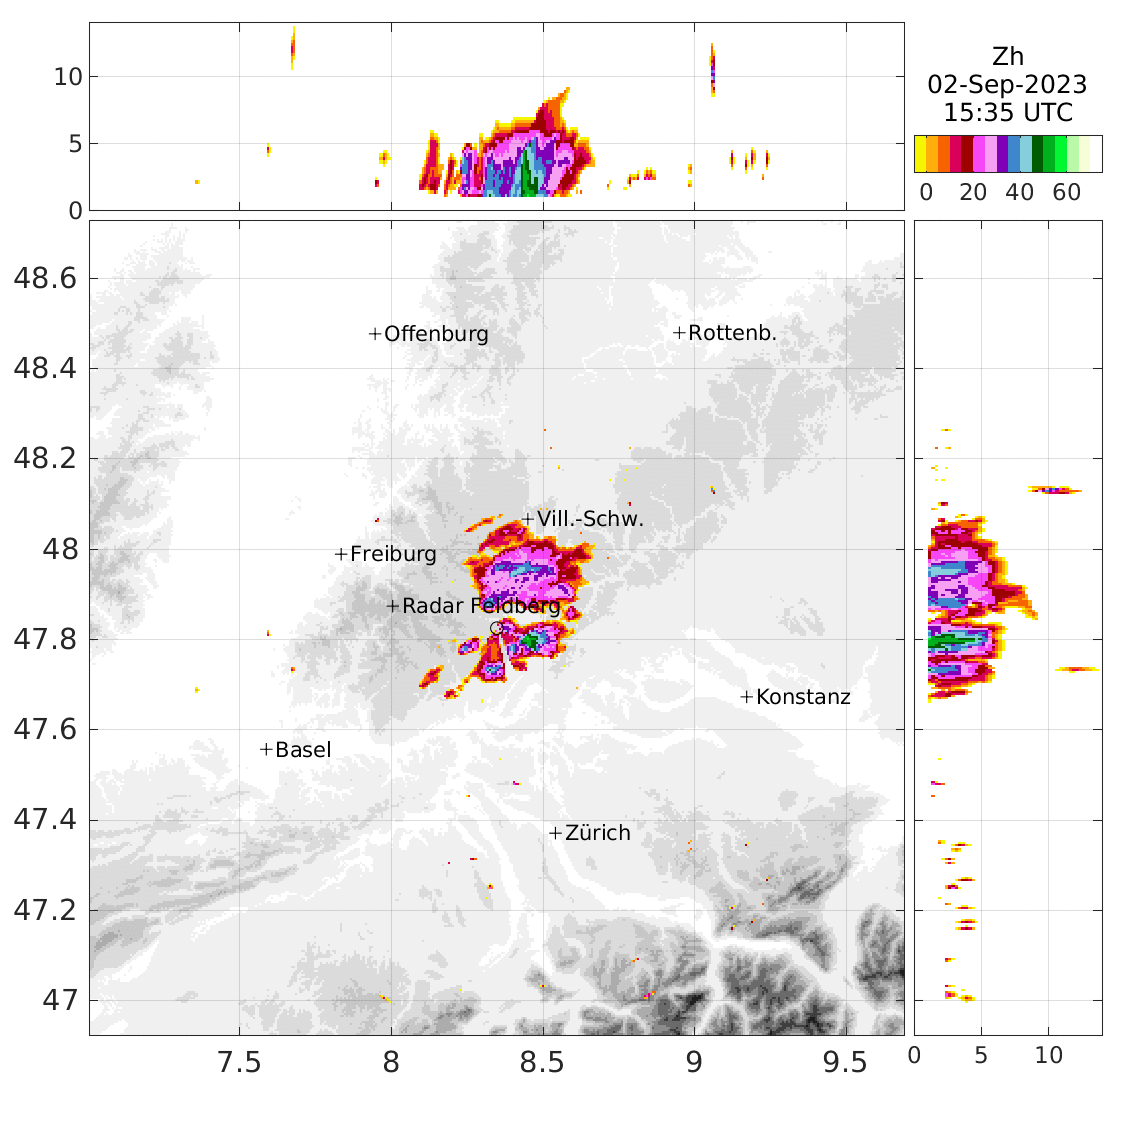 Zh
02-Sep-2023
15:35 UTC
0 20 40 60
10
5
0
48.6
48.4
48.2
48
47.8
47.6
47.4
47.2
47
+Offenburg
+Rottenb.
+Vill.-Schw.
+Freiburg
+Radar Feldberg
+Konstanz
+Basel
+Zürich
7.5 8 8.5 9 9.5
0 5 10